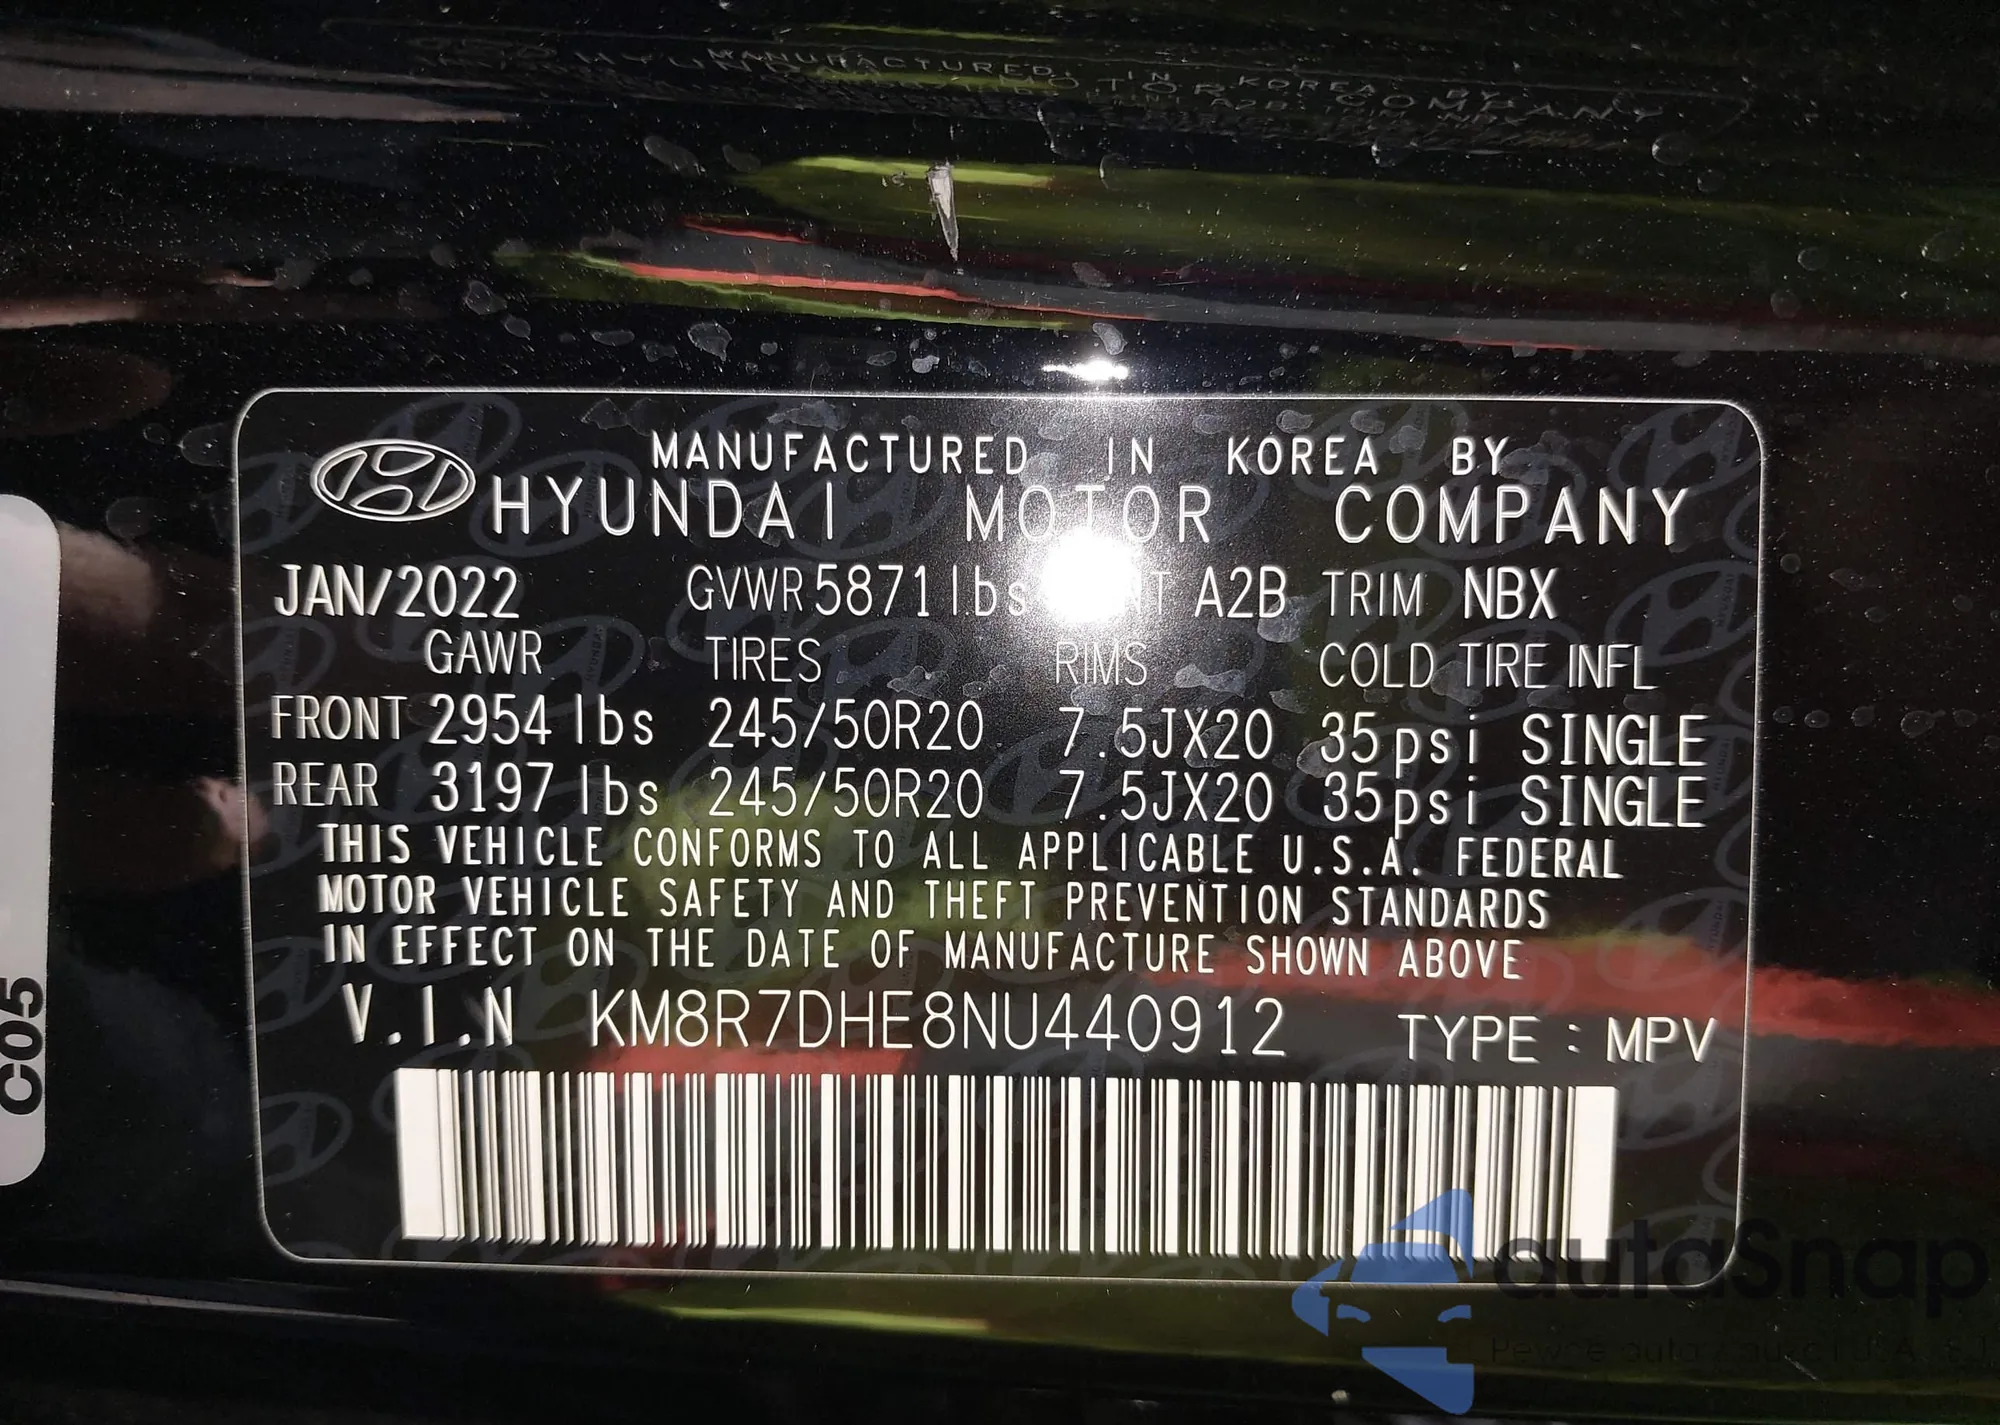 MANUFACTURED IN KOREA BY
HYUNDAI MOTOR COMPANY
JAN/2022 GVWR 5871 lbs A2B TRIM NBX
GAWR TIRES RIMS COLD TIRE INFL
FRONT 2954 lbs 245/50R20 7.5JX20 35psi SINGLE
REAR 3197 lbs 245/50R20 7.5JX20 35psi SINGLE
THIS VEHICLE CONFORMS TO ALL APPLICABLE U.S.A. FEDERAL
MOTOR VEHICLE SAFETY AND THEFT PREVENTION STANDARDS
IN EFFECT ON THE DATE OF MANUFACTURE SHOWN ABOVE
V.I.N KM8R7DHE8NU440912 TYPE : MPV
C05
autaSnap